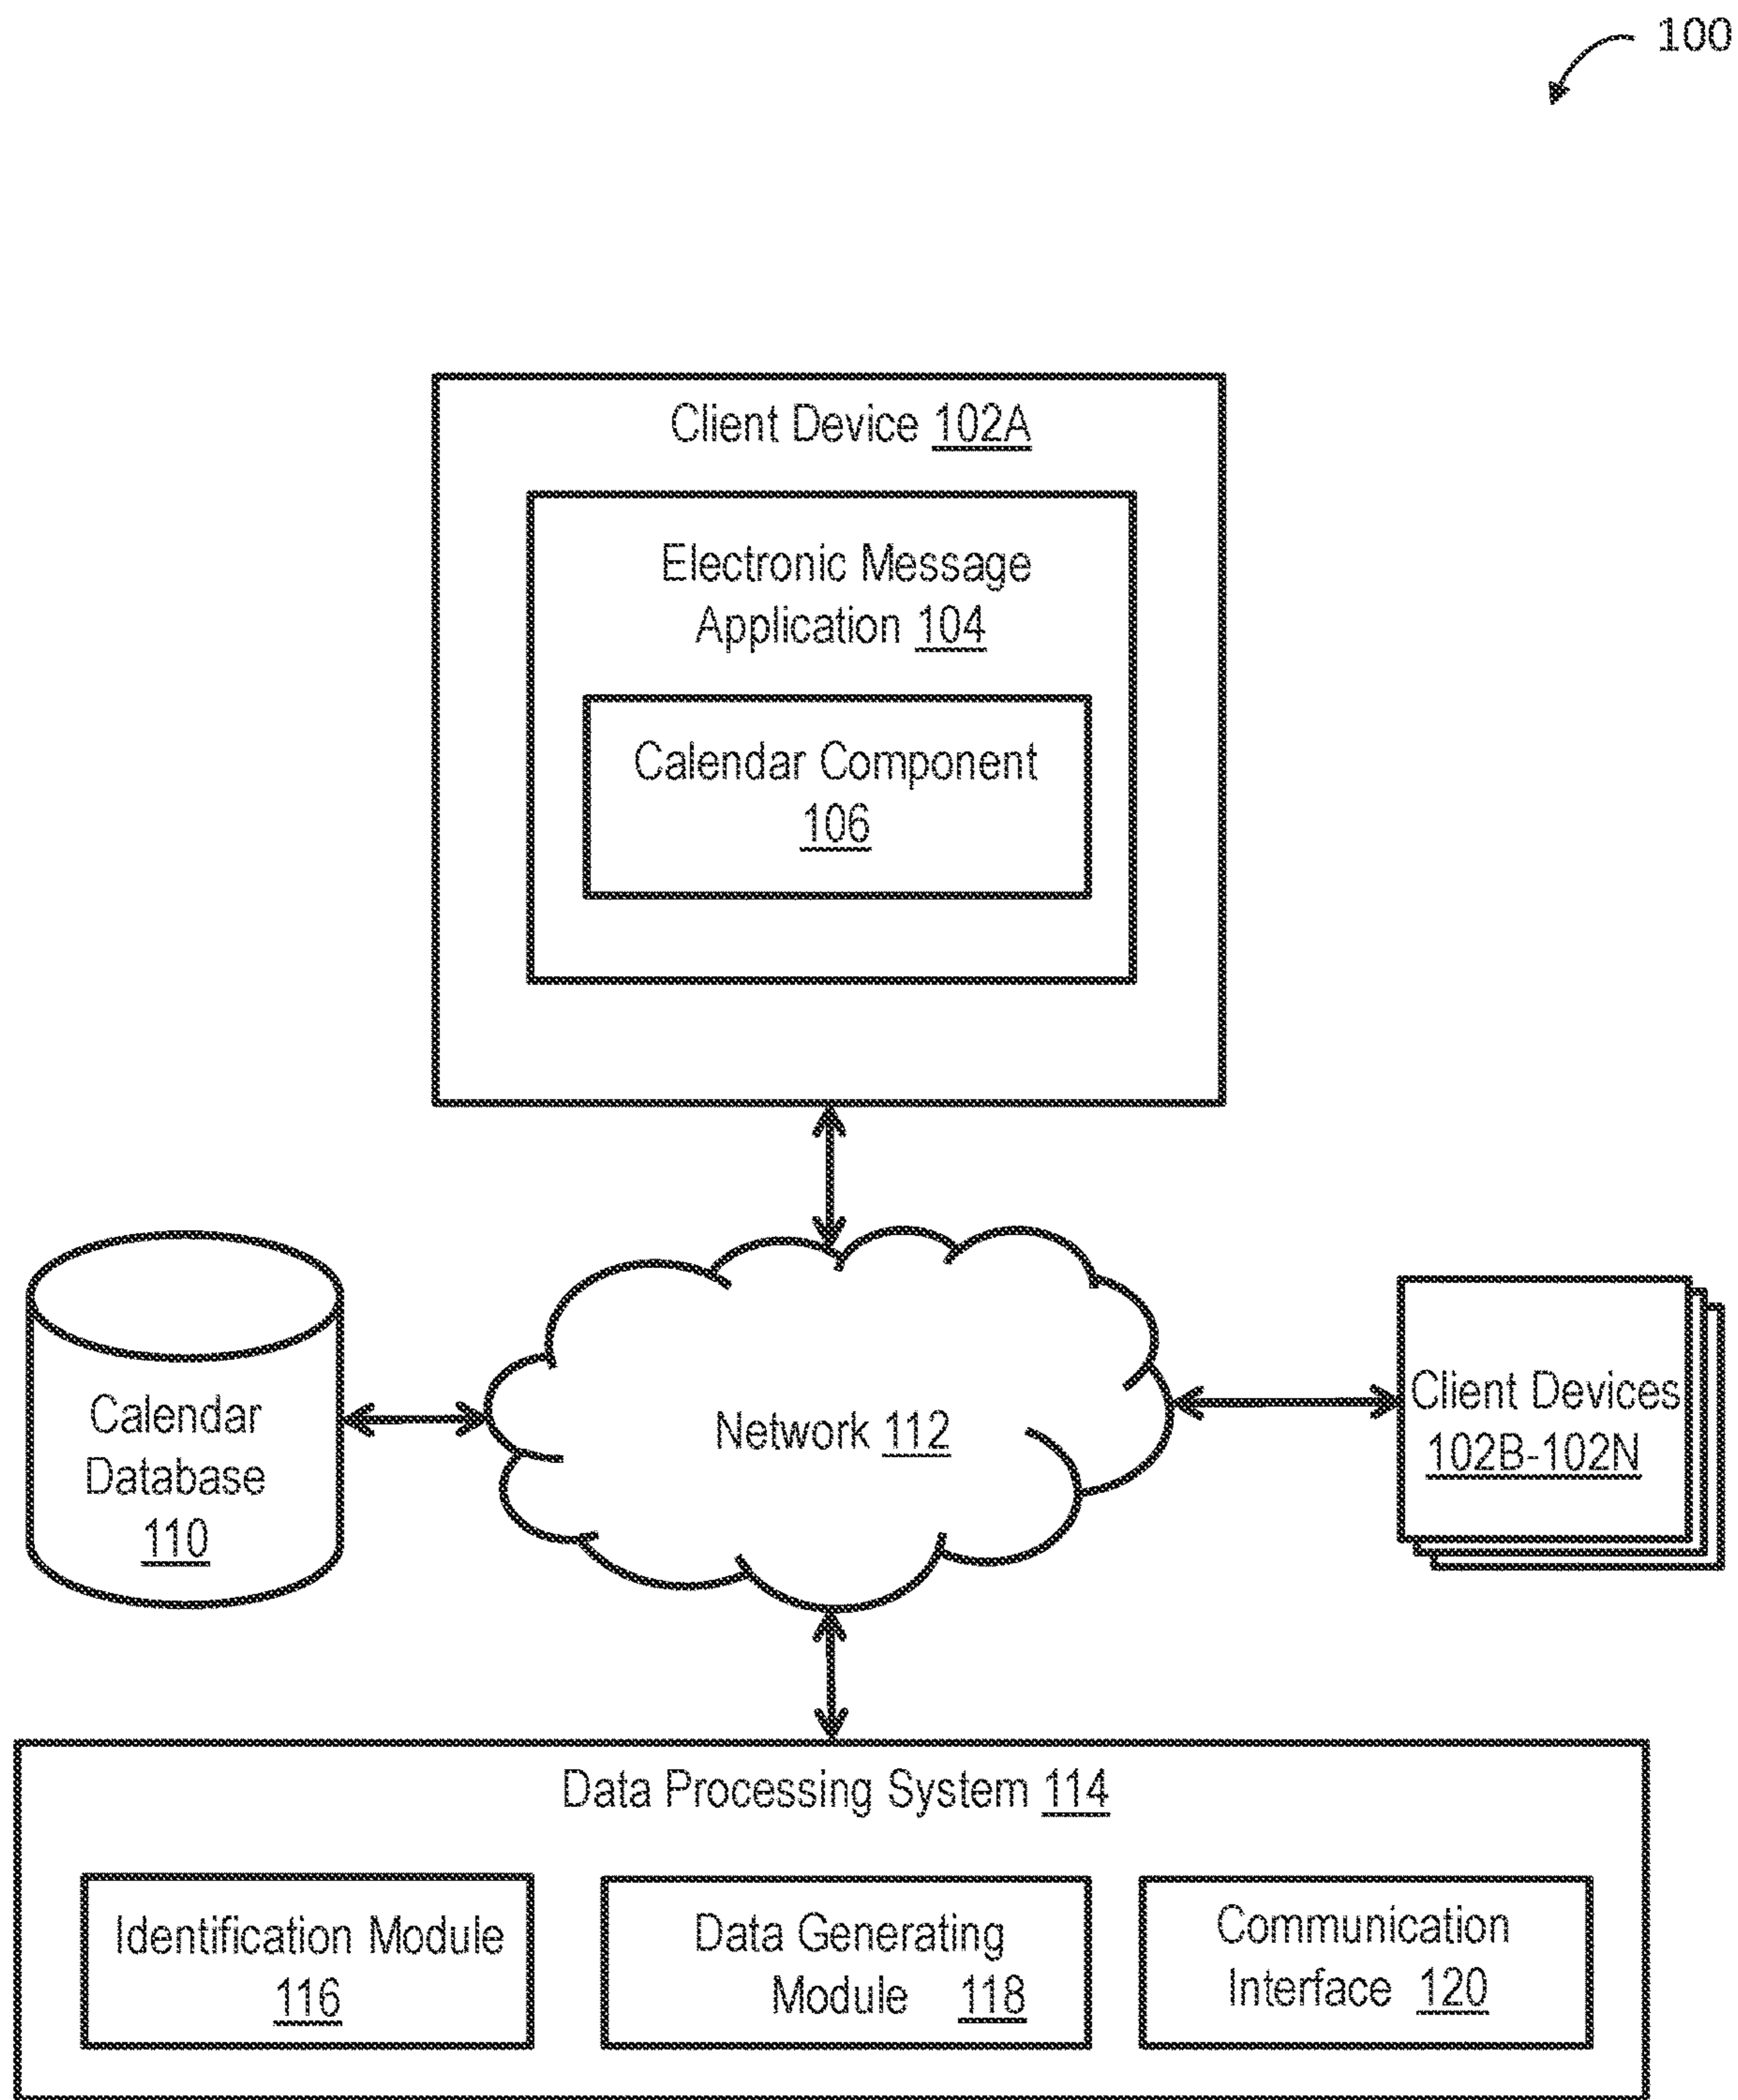 100
Client Device 102A
Electronic Message
Application 104
Calendar Component
106
Calendar
Database
110
Network 112
Client Devices
102B-102N
Data Processing System 114
Identification Module
116
Data Generating
Module 118
Communication
Interface 120